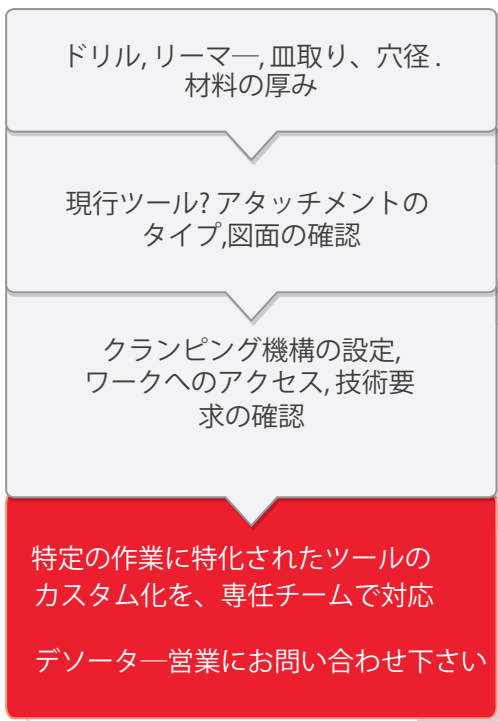 ドリル, リーマ―, 皿取り、穴径 .
材料の厚み
現行ツール? アタッチメントの
タイプ,図面の確認
クランピング機構の設定,
ワークへのアクセス, 技術要
求の確認
特定の作業に特化されたツールの
カスタム化を、専任チームで対応
デソータ―営業にお問い合わせ下さい